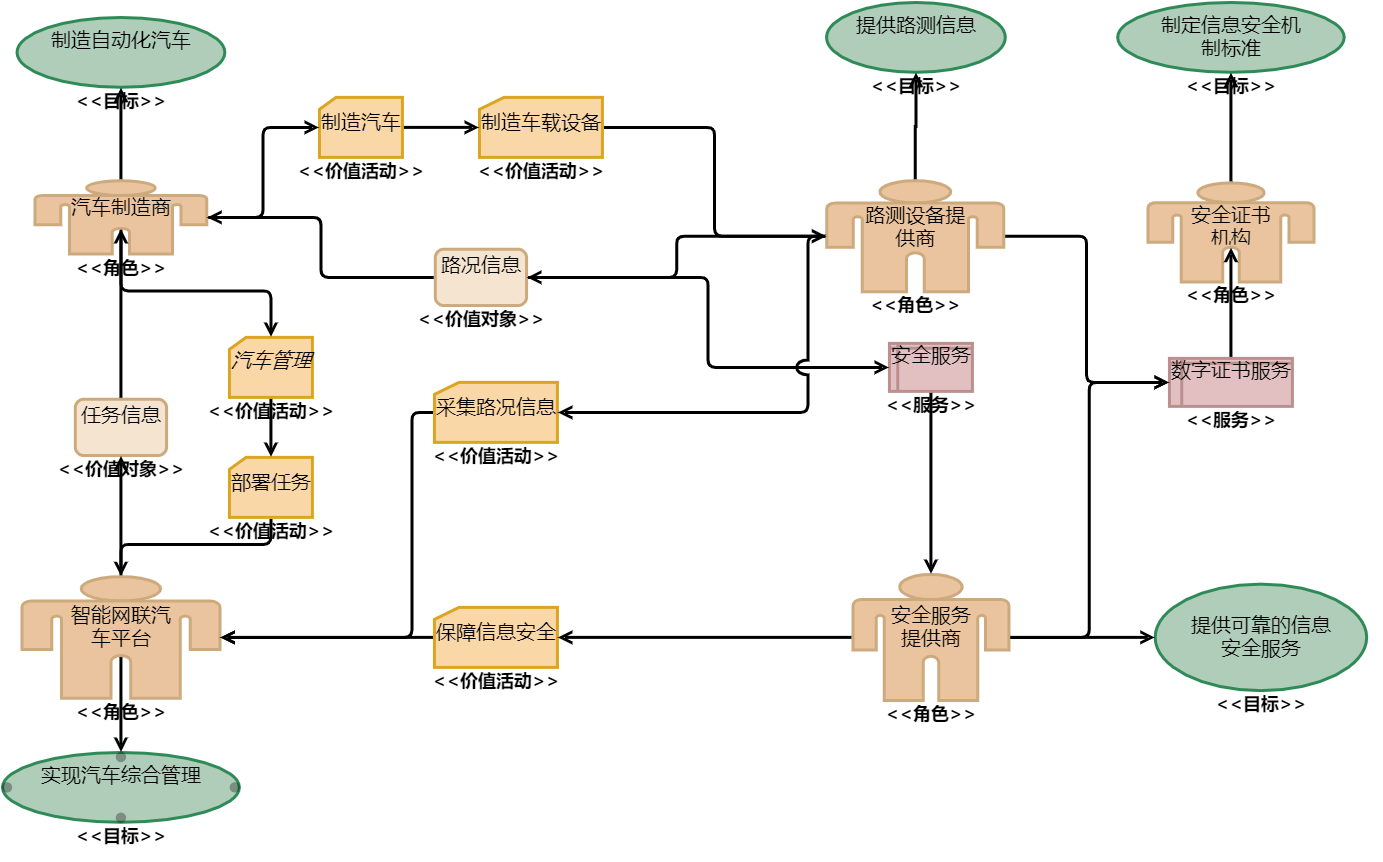 制造自动化汽车
<<目标>>
提供路测信息
<<目标>>
制定信息安全机
制标准
<<目标>>
制造汽车
<<价值活动>>
制造车载设备
<<价值活动>>
汽车制造商
<<角色>>
路测设备提
供商
<<角色>>
安全证书
机构
<<角色>>
路况信息
<<价值对象>>
汽车管理
<<价值活动>>
安全服务
<<服务>>
数字证书服务
<<服务>>
任务信息
<<价值对象>>
采集路况信息
<<价值活动>>
部署任务
<<价值活动>>
智能网联汽
车平台
<<角色>>
保障信息安全
<<价值活动>>
安全服务
提供商
<<角色>>
提供可靠的信息
安全服务
<<目标>>
实现汽车综合管理
<<目标>>